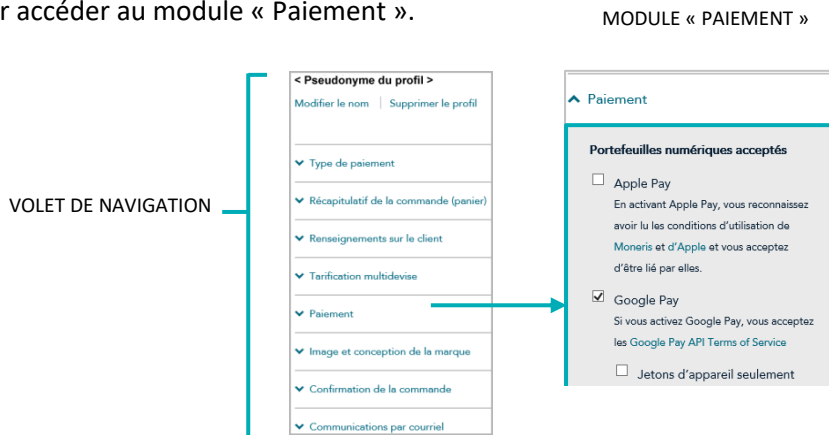 r accéder au module « Paiement ».
MODULE « PAIEMENT »
VOLET DE NAVIGATION
< Pseudonyme du profil >
Modifier le nom | Supprimer le profil
Type de paiement
Récapitulatif de la commande (panier)
Renseignements sur le client
Tarification multidevise
Paiement
Image et conception de la marque
Confirmation de la commande
Communications par courriel
Paiement
Portefeuilles numériques acceptés
Apple Pay
En activant Apple Pay, vous reconnaissez
avoir lu les conditions d'utilisation de
Moneris et d'Apple et vous acceptez
d'être lié par elles.
Google Pay
Si vous activez Google Pay, vous acceptez
les Google Pay API Terms of Service
Jetons d'appareil seulement